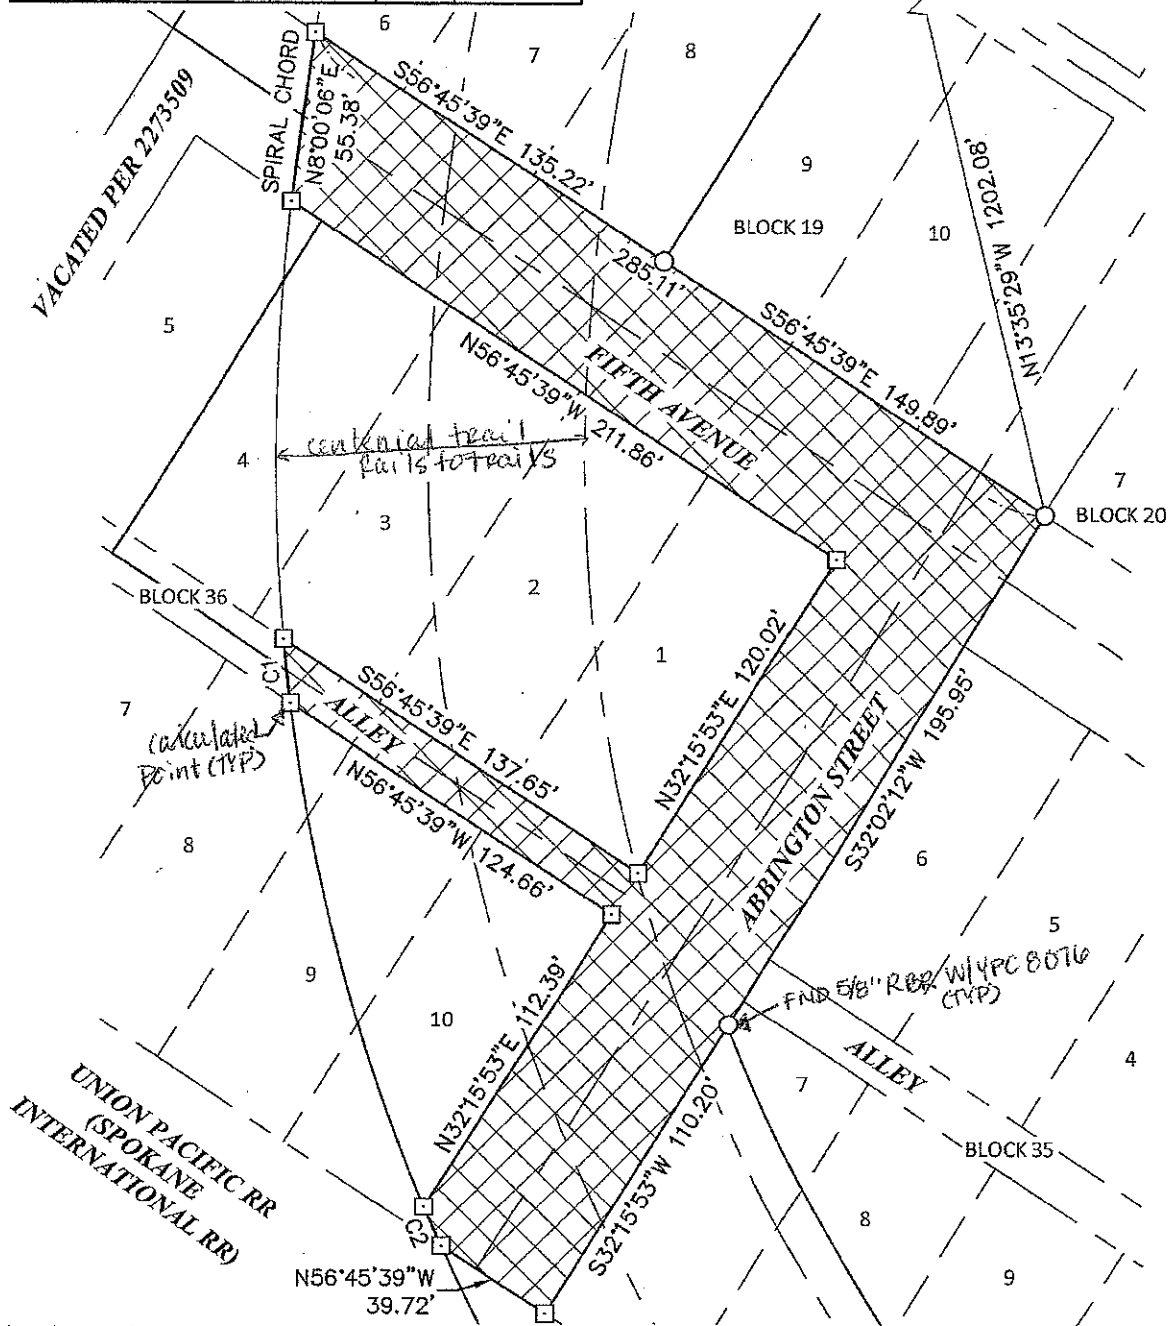 6
7
8
SPIRAL CHORD
N8°00'06"E
55.38'
S56°45'39"E 135.22'
VACATED PER 2273509
9
BLOCK 19
10
N13°35'29"W 1202.08'
285.11'
S56°45'39"E 149.89'
5
N56°45'39"W 211.86'
FIFTH AVENUE
4
centenial trail
Rails to trails
7
BLOCK 20
3
2
1
BLOCK 36
C1
S56°45'39"E 137.65'
ALLEY
N56°45'39"W 124.66'
7
calculated
Point (TYP)
N32°15'53"E 120.02'
ABBINGTON STREET
S32°02'12"W 195.95'
8
6
5
9
10
N32°15'53"E 112.39'
FND 5/8" RBR W/YPC 8076
(TYP)
ALLEY
4
7
BLOCK 35
UNION PACIFIC RR
(SPOKANE
INTERNATIONAL RR)
C2
S32°15'53"W 110.20'
8
9
N56°45'39"W
39.72'